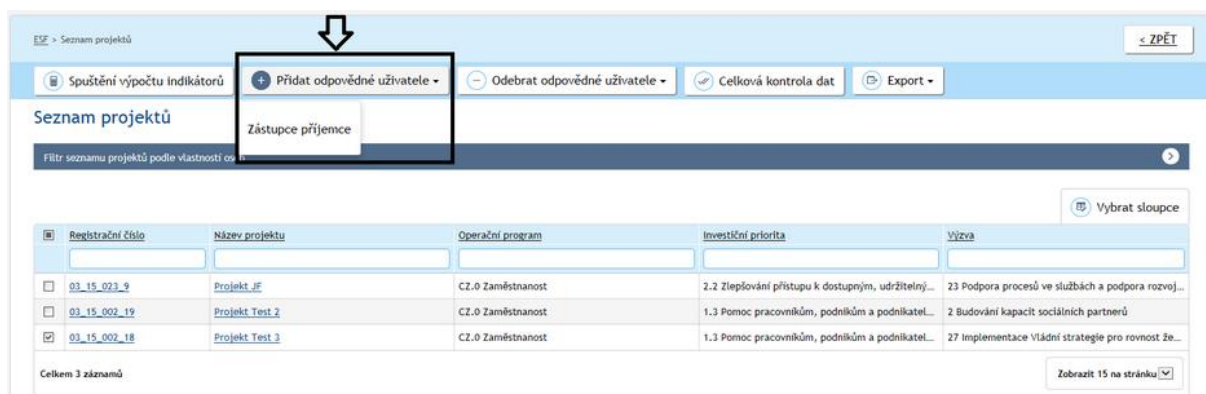 ESF > Seznam projektů
< ZPĚT
Spuštění výpočtu indikátorů Přidat odpovědné uživatele Odebrat odpovědné uživatele Celková kontrola dat Export
Zástupce příjemce
Seznam projektů
Filtr seznamu projektů podle vlastností osob
Vybrat sloupce
Registrační číslo Název projektu Operační program Investiční priorita Výzva
03_15_023_9 Projekt JF CZ.0 Zaměstnanost 2.2 Zlepšování přístupu k dostupným, udržitelný... 23 Podpora procesů ve službách a podpora rozvoj...
03_15_002_19 Projekt Test 2 CZ.0 Zaměstnanost 1.3 Pomoc pracovníkům, podnikům a podnikatel... 2 Budování kapacit sociálních partnerů
03_15_002_18 Projekt Test 3 CZ.0 Zaměstnanost 1.3 Pomoc pracovníkům, podnikům a podnikatel... 27 Implementace Vládní strategie pro rovnost že...
Celkem 3 záznamů
Zobrazit 15 na stránku